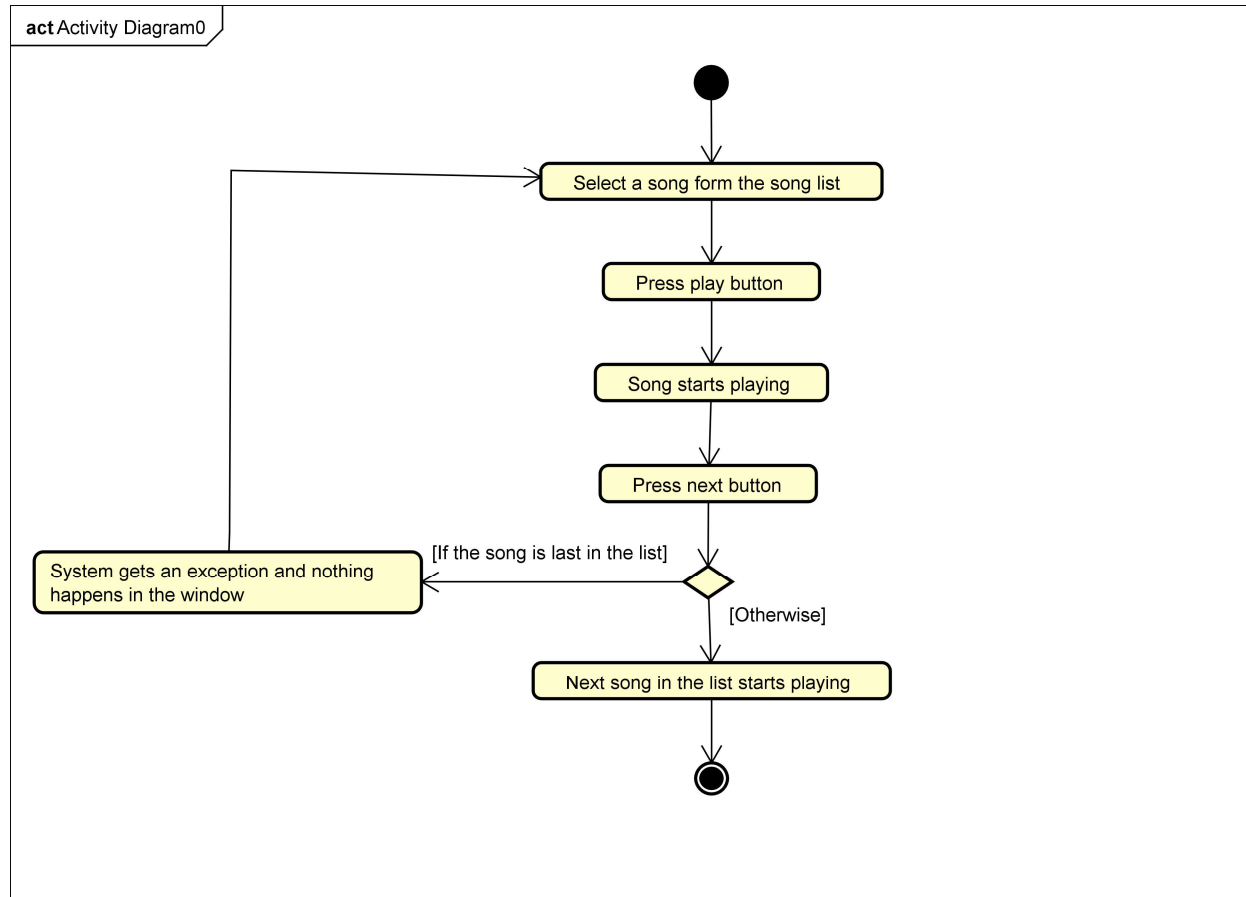 act Activity Diagram0
Select a song form the song list
Press play button
Song starts playing
Press next button
[If the song is last in the list]
System gets an exception and nothing
happens in the window
[Otherwise]
Next song in the list starts playing